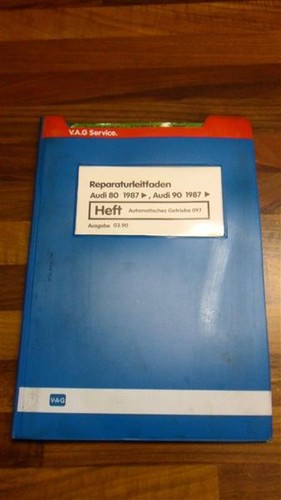 V.A.G Service.
Reparaturleitfaden
Audi 80 1987 ▶, Audi 90 1987 ▶
Heft Automatisches Getriebe 097
Ausgabe 03.90
V·A·G